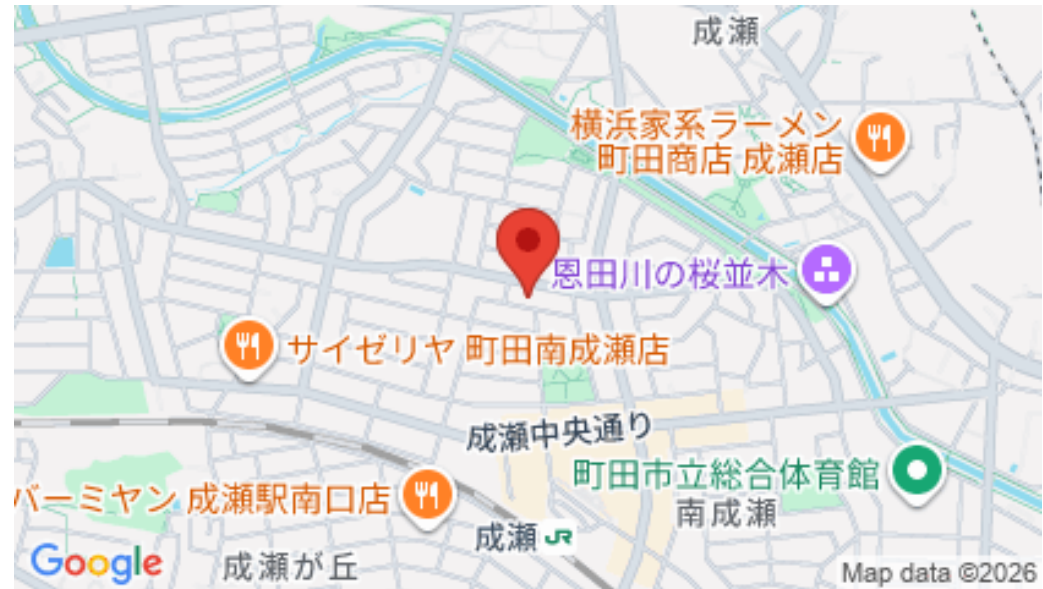 成瀬
横浜家系ラーメン
町田商店 成瀬店
恩田川の桜並木
サイゼリヤ 町田南成瀬店
成瀬中央通り
町田市立総合体育館
バーミヤン 成瀬駅南口店
南成瀬
成瀬 JR
Google
成瀬が丘
Map data ©2026